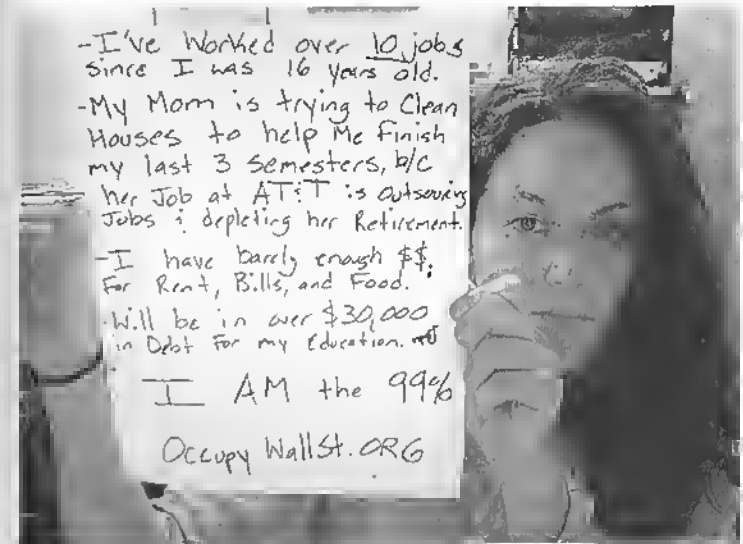 -I've Worked over 10 jobs
since I was 16 years old.
-My Mom is trying to Clean
Houses to help Me Finish
my last 3 semesters, b/c
her Job at AT&T is Outsourcing
Jobs & depleting her Retirement.
-I have barely enough $$
For Rent, Bills, and Food.
-Will be in over $30,000
in Debt For my Education.
I AM the 99%
Occupy WallSt.ORG